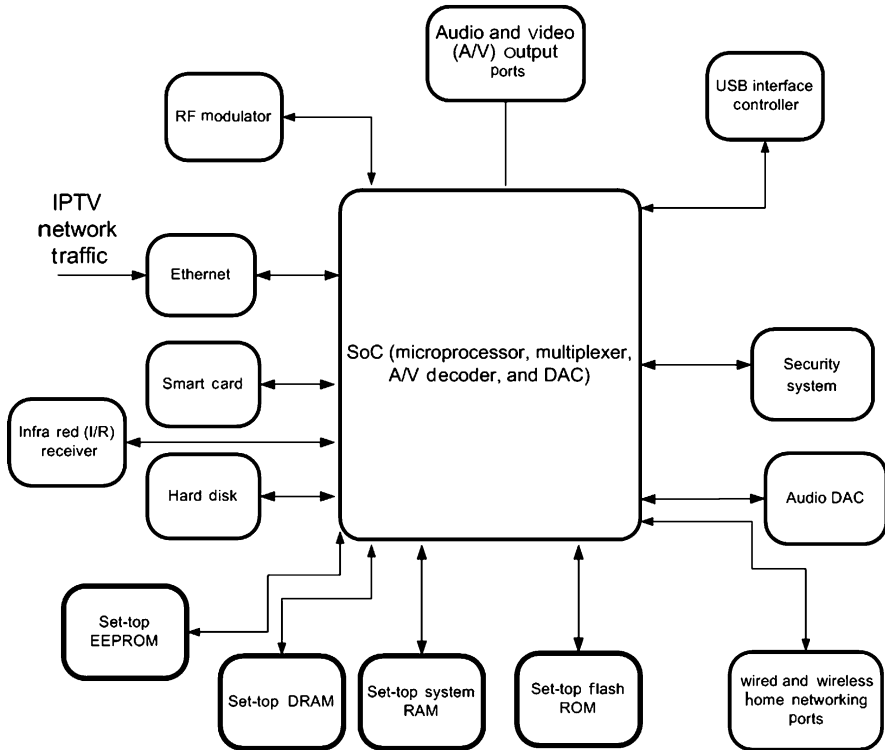 Audio and video
(A/V) output
ports
USB interface
controller
RF modulator
IPTV
network
traffic
Ethernet
SoC (microprocessor, multiplexer,
A/V decoder, and DAC)
Security
system
Smart card
Infra red (I/R)
receiver
Hard disk
Audio DAC
Set-top
EEPROM
Set-top DRAM
Set-top system
RAM
Set-top flash
ROM
wired and wireless
home networking
ports